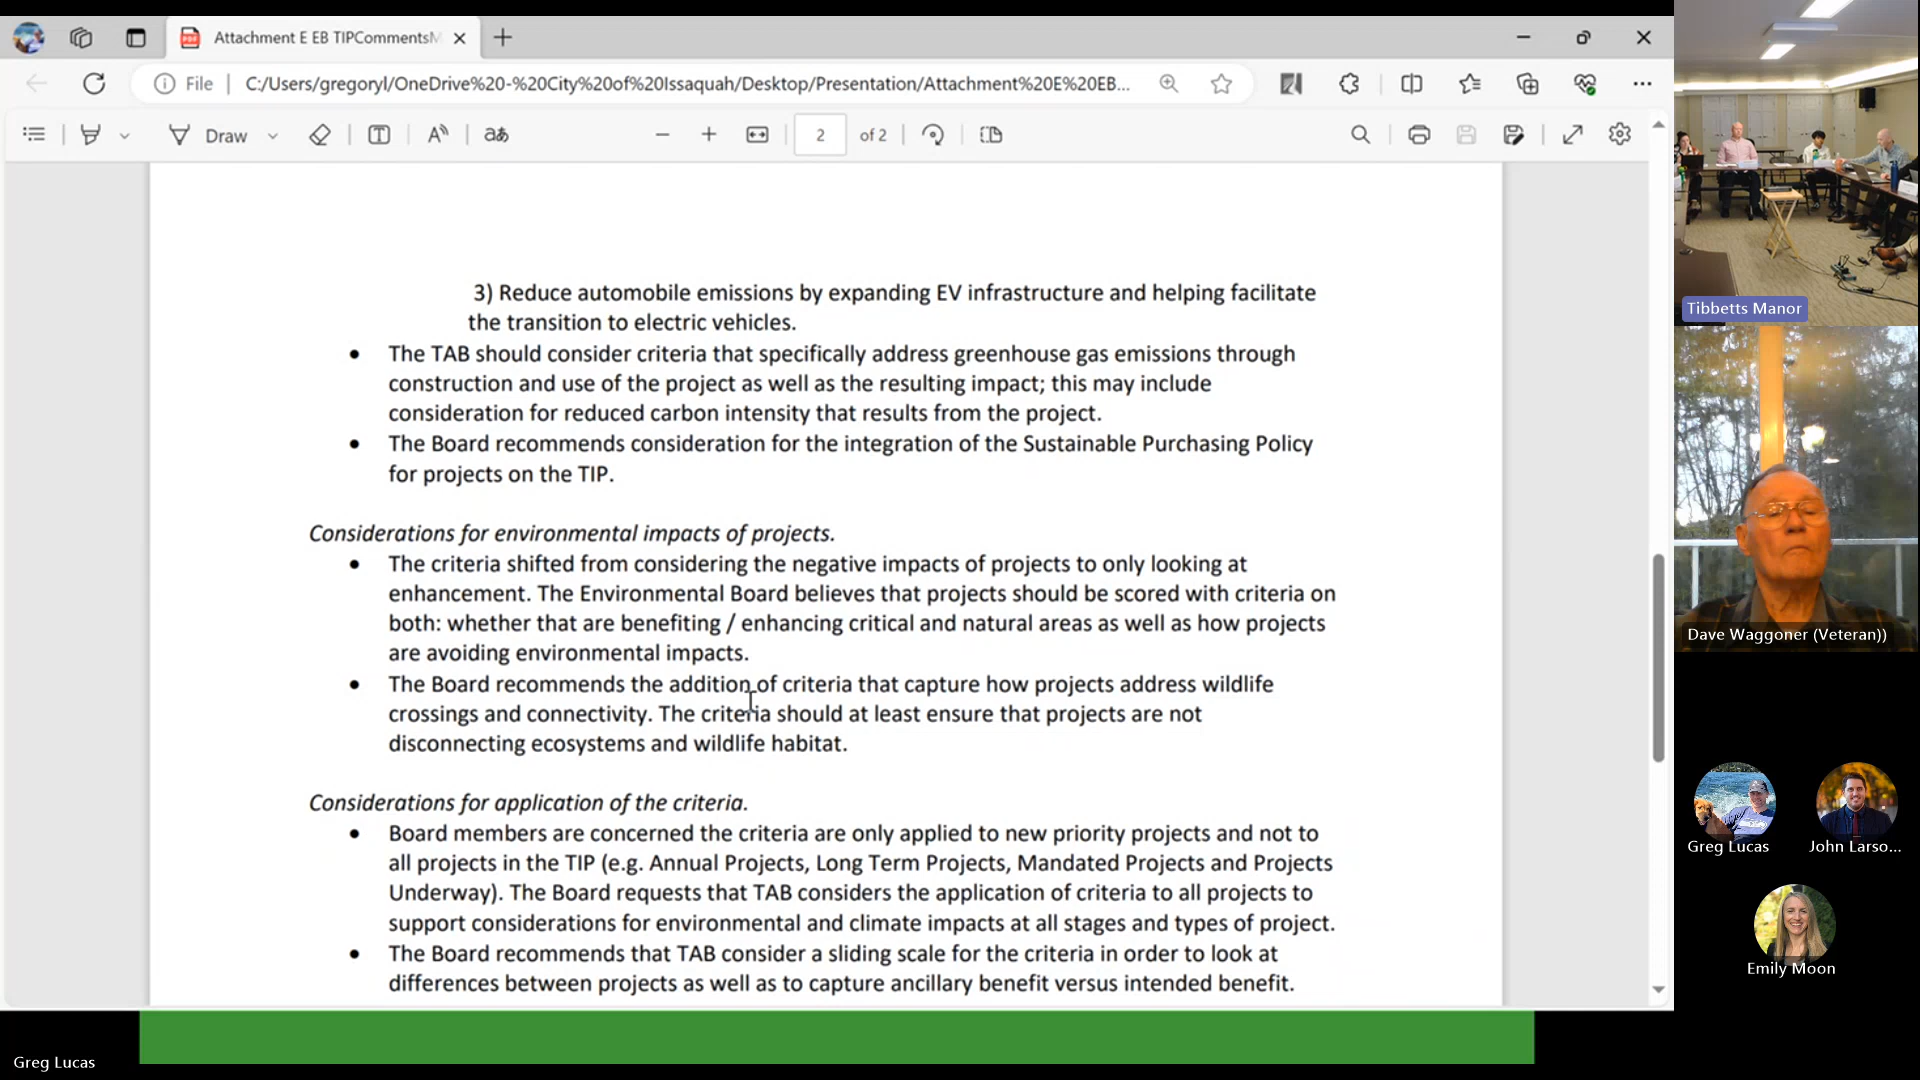 Attachment E EB TIPCommentsM
File
C:/Users/gregoryl/OneDrive%20-%20City%20of%20Issaquah/Desktop/Presentation/Attachment%20E%20EB...
Draw
aあ
2
of 2
3) Reduce automobile emissions by expanding EV infrastructure and helping facilitate
the transition to electric vehicles.
• The TAB should consider criteria that specifically address greenhouse gas emissions through
construction and use of the project as well as the resulting impact; this may include
consideration for reduced carbon intensity that results from the project.
• The Board recommends consideration for the integration of the Sustainable Purchasing Policy
for projects on the TIP.
Considerations for environmental impacts of projects.
• The criteria shifted from considering the negative impacts of projects to only looking at
enhancement. The Environmental Board believes that projects should be scored with criteria on
both: whether that are benefiting / enhancing critical and natural areas as well as how projects
are avoiding environmental impacts.
• The Board recommends the addition of criteria that capture how projects address wildlife
crossings and connectivity. The criteria should at least ensure that projects are not
disconnecting ecosystems and wildlife habitat.
Considerations for application of the criteria.
• Board members are concerned the criteria are only applied to new priority projects and not to
all projects in the TIP (e.g. Annual Projects, Long Term Projects, Mandated Projects and Projects
Underway). The Board requests that TAB considers the application of criteria to all projects to
support considerations for environmental and climate impacts at all stages and types of project.
• The Board recommends that TAB consider a sliding scale for the criteria in order to look at
differences between projects as well as to capture ancillary benefit versus intended benefit.
Greg Lucas
Tibbetts Manor
Dave Waggoner (Veteran))
Greg Lucas
John Larso...
Emily Moon